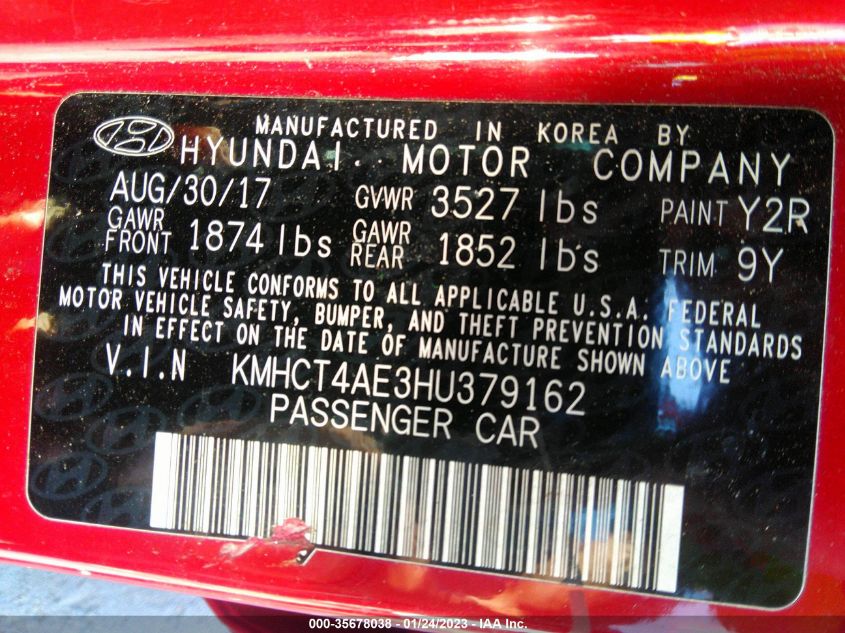 MANUFACTURED IN KOREA BY
HYUNDAI MOTOR COMPANY
AUG/30/17 GVWR 3527 lbs PAINT Y2R
GAWR FRONT 1874 lbs GAWR REAR 1852 lbs TRIM 9Y
THIS VEHICLE CONFORMS TO ALL APPLICABLE U.S.A. FEDERAL
MOTOR VEHICLE SAFETY, BUMPER, AND THEFT PREVENTION STANDARDS
IN EFFECT ON THE DATE OF MANUFACTURE SHOWN ABOVE
V.I.N KMHCT4AE3HU379162
PASSENGER CAR
000-35678038 - 01/24/2023 - IAA Inc.